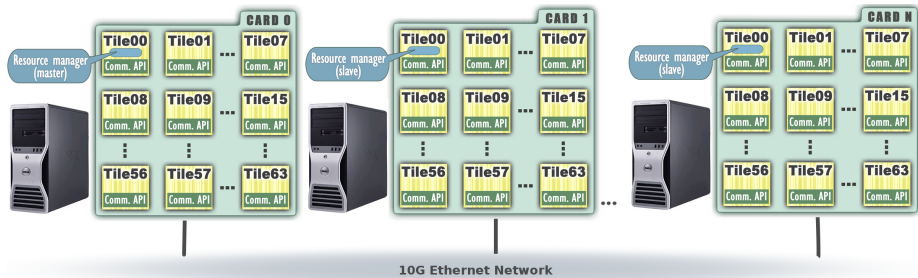 CARD 0
Tile00 Tile01 ... Tile07
Resource manager
(master)
Comm. API Comm. API Comm. API
Tile08 Tile09 ... Tile15
Comm. API Comm. API Comm. API
Tile56 Tile57 ... Tile63
Comm. API Comm. API Comm. API
CARD 1
Tile00 Tile01 ... Tile07
Resource manager
(slave)
Comm. API Comm. API Comm. API
Tile08 Tile09 ... Tile15
Comm. API Comm. API Comm. API
Tile56 Tile57 ... Tile63
Comm. API Comm. API Comm. API
...
CARD N
Tile00 Tile01 ... Tile07
Resource manager
(slave)
Comm. API Comm. API Comm. API
Tile08 Tile09 ... Tile15
Comm. API Comm. API Comm. API
Tile56 Tile57 ... Tile63
Comm. API Comm. API Comm. API
10G Ethernet Network